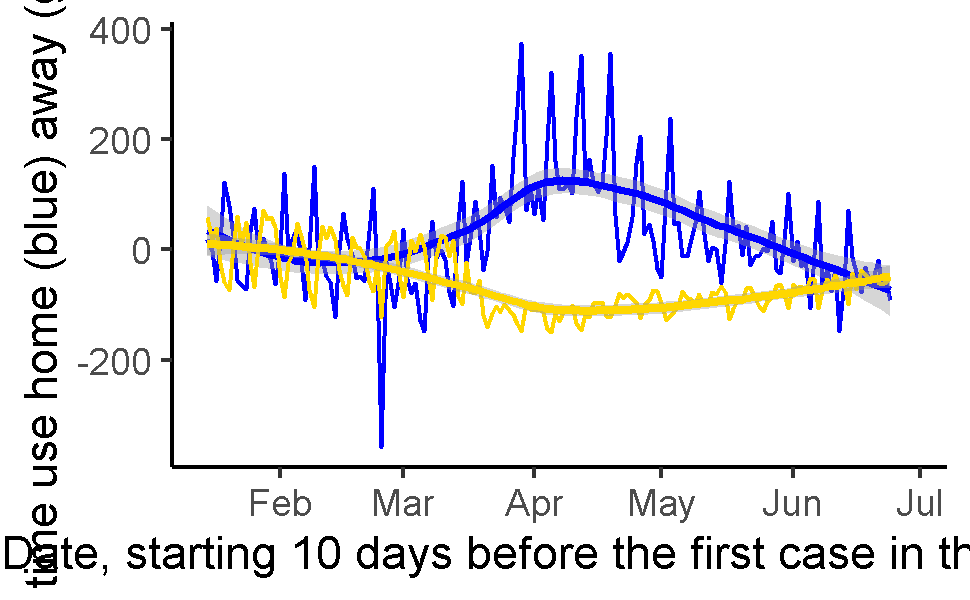 time use home (blue) away (
400
200
0
-200
Feb Mar Apr May Jun Jul
Date, starting 10 days before the first case in th